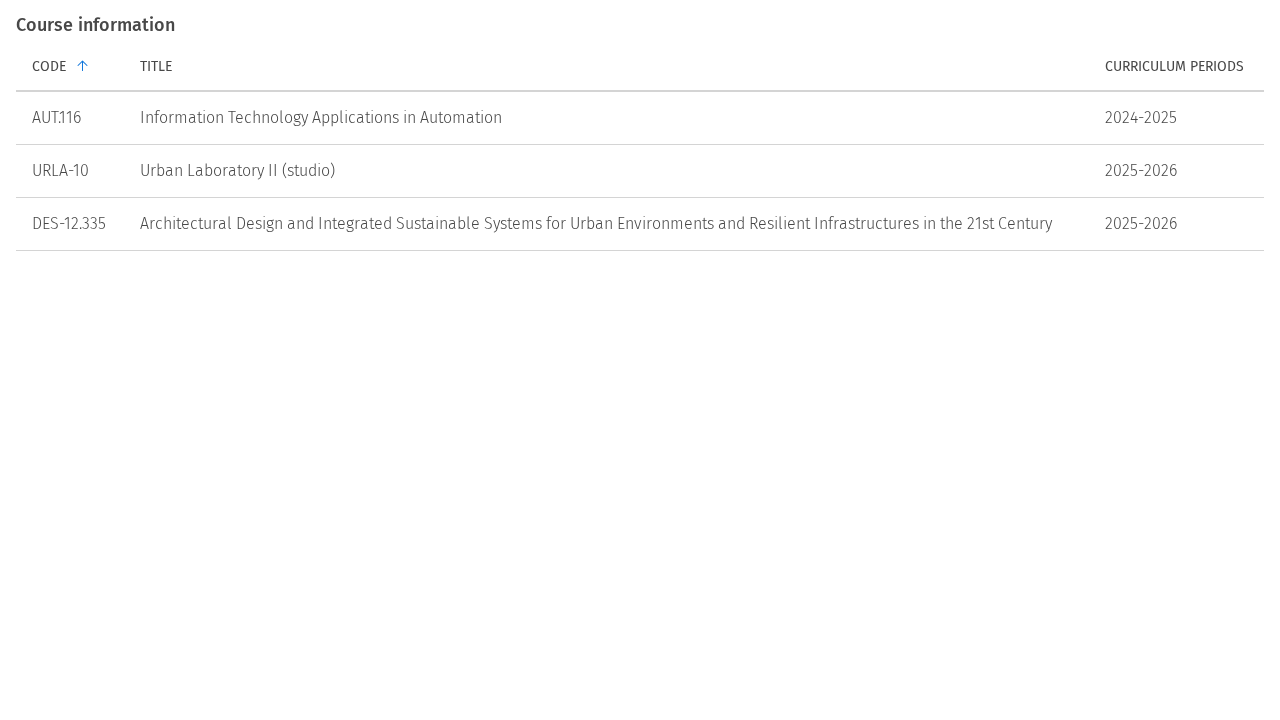 Course information
CODE ↑ TITLE CURRICULUM PERIODS
AUT.116 Information Technology Applications in Automation 2024-2025
URLA-10 Urban Laboratory II (studio) 2025-2026
DES-12.335 Architectural Design and Integrated Sustainable Systems for Urban Environments and Resilient Infrastructures in the 21st Century 2025-2026